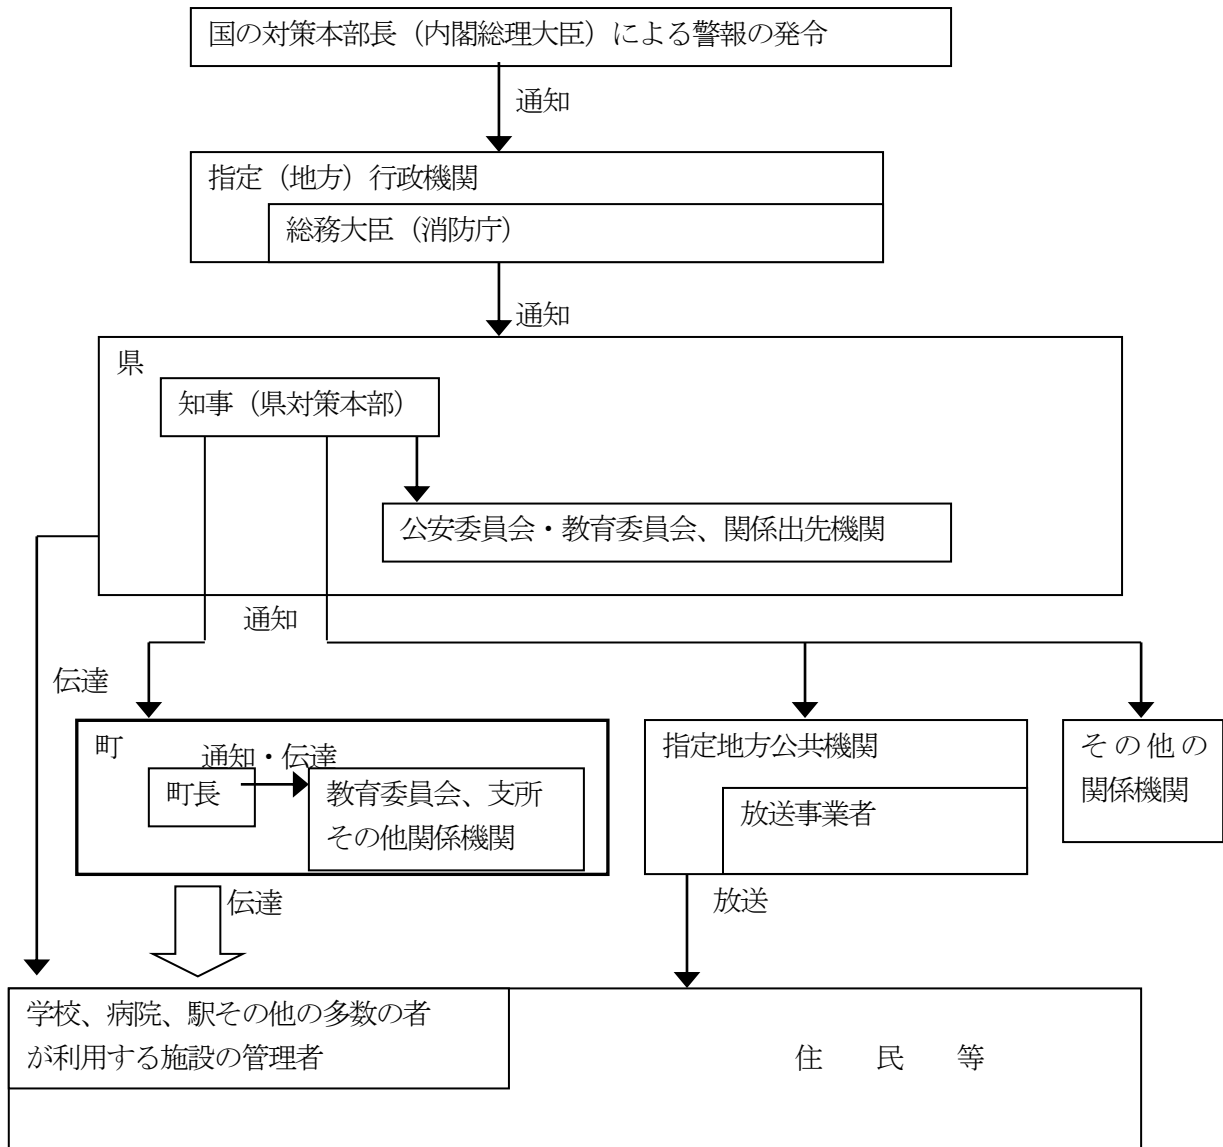 国の対策本部長（内閣総理大臣）による警報の発令
通知
指定（地方）行政機関
総務大臣（消防庁）
通知
県
知事（県対策本部）
公安委員会・教育委員会、関係出先機関
通知
伝達
町
通知・伝達
町長
教育委員会、支所
その他関係機関
指定地方公共機関
放送事業者
その他の
関係機関
伝達
放送
学校、病院、駅その他の多数の者
が利用する施設の管理者
住　民　等